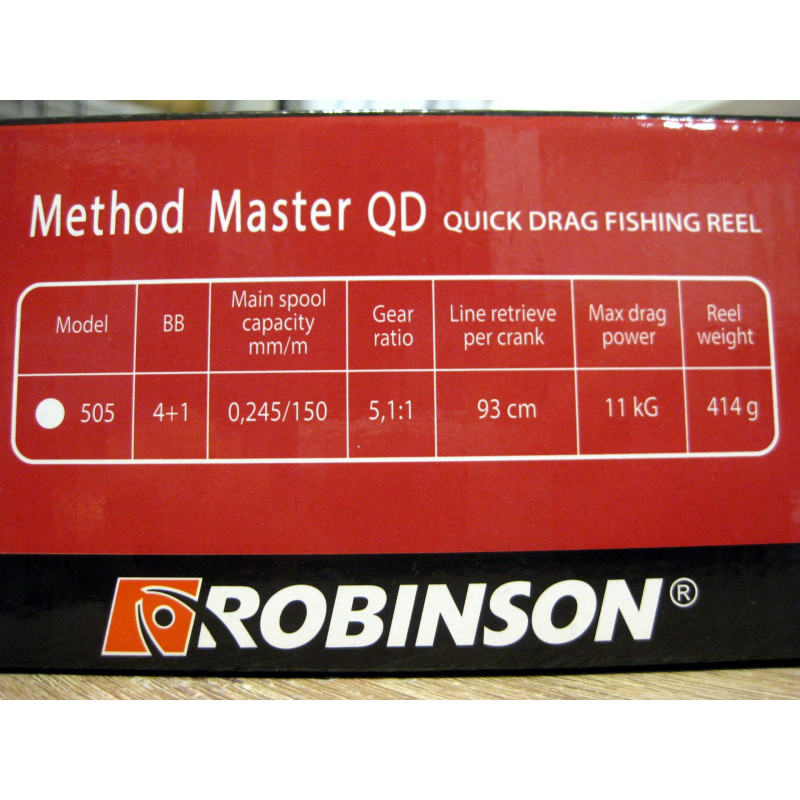 Method Master QD QUICK DRAG FISHING REEL
Model
BB
Main spool
capacity
mm/m
Gear
ratio
Line retrieve
per crank
Max drag
power
Reel
weight
505
4+1
0,245/150
5,1:1
93 cm
11 kG
414 g
ROBINSON®